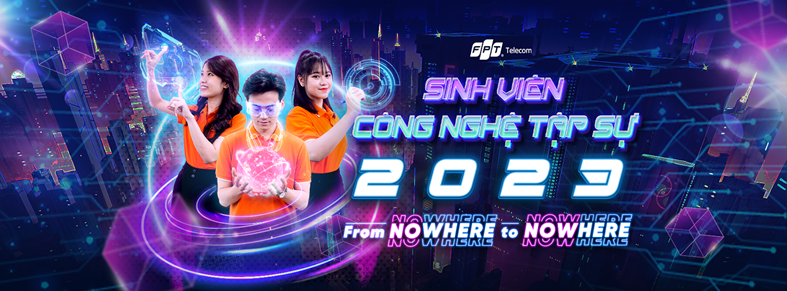 FPT Telecom
SINH VIÊN
CÔNG NGHỆ TẬP SỰ
2023
From NOWHERE to NOWHERE